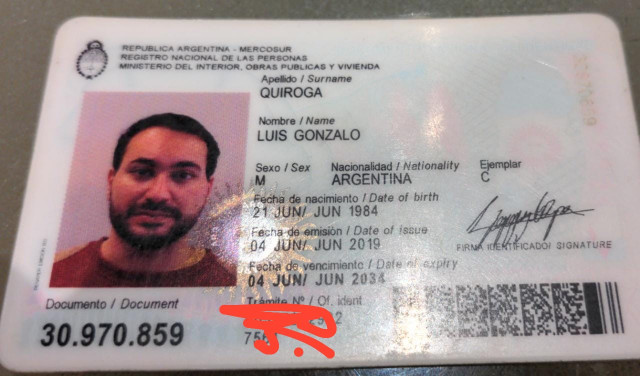 REPUBLICA ARGENTINA - MERCOSUR
REGISTRO NACIONAL DE LAS PERSONAS
MINISTERIO DEL INTERIOR, OBRAS PUBLICAS Y VIVIENDA
Apellido / Surname
QUIROGA
Nombre / Name
LUIS GONZALO
Sexo / Sex Nacionalidad / Nationality Ejemplar
M ARGENTINA C
Fecha de nacimiento / Date of birth
21 JUN/ JUN 1984
Fecha de emisión / Date of issue
04 JUN/ JUN 2019
FIRMA IDENTIFICADO/ SIGNATURE
Fecha de vencimiento / Date of expiry
04 JUN/ JUN 2034
Documento / Document
30.970.859
Trámite Nº / Of. ident